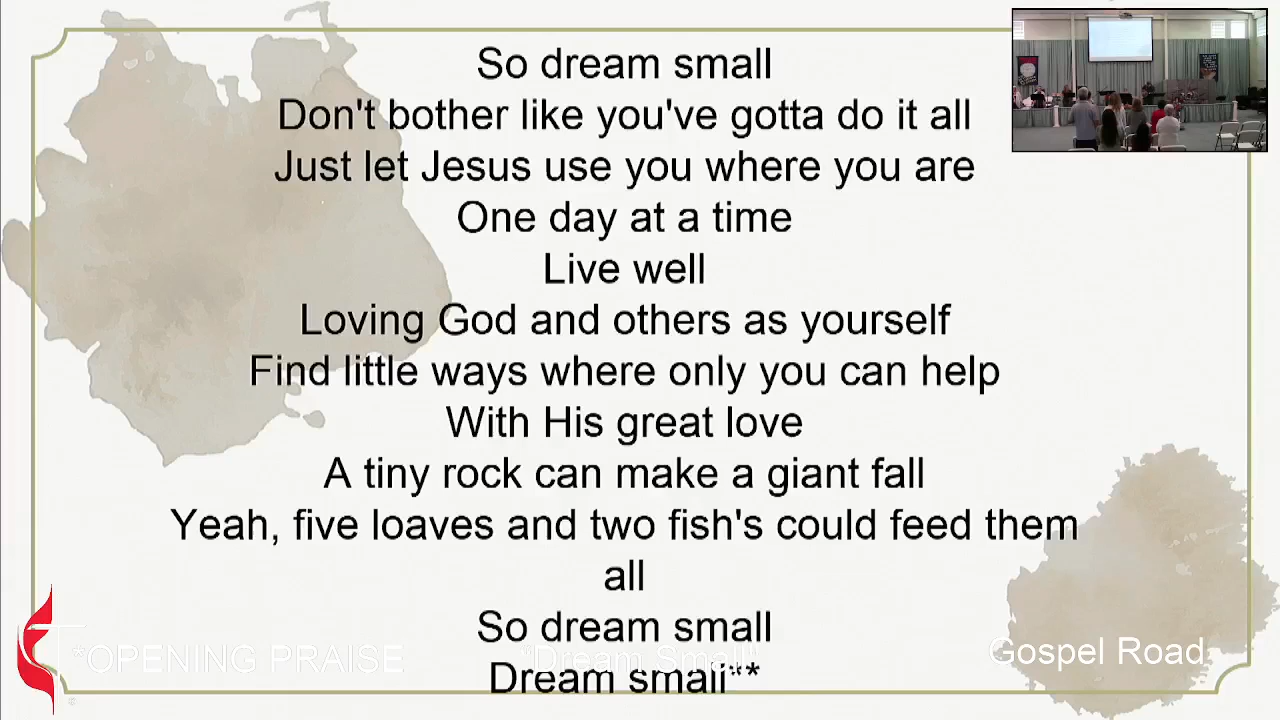 So dream small
Don't bother like you've gotta do it all
Just let Jesus use you where you are
One day at a time
Live well
Loving God and others as yourself
Find little ways where only you can help
With His great love
A tiny rock can make a giant fall
Yeah, five loaves and two fish's could feed them
all
So dream small
Dream small**
*OPENING PRAISE
"Dream Small"
Gospel Road